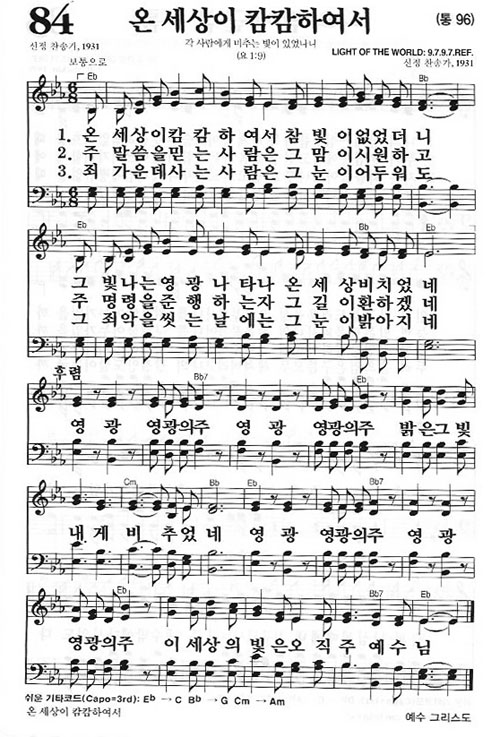 84 온 세상이 캄캄하여서 (통 96)
신정 찬송가, 1931
각 사람에게 비추는 빛이 있었나니
(요 1:9)
LIGHT OF THE WORLD: 9.7.9.7.REF.
신정 찬송가, 1931
보통으로
Eb Bb
1. 온 세상이캄 캄 하 여서 참 빛 이없었더 니
2. 주 말씀을믿 는 사 람은 그 맘 이시원하 고
3. 죄 가운데사 는 사 람은 그 눈 이어두워 도
Eb Bb Eb
그 빛나는영 광 나 타나 온 세 상비치었 네
주 명령을준 행 하 는자 그 길 이환하겠 네
그 죄악을씻 는 날 에는 그 눈 이밝아지 네
후렴
Bb7 Eb
영 광 영광의주 영 광 영광의주 밝은그 빛
Cm Bb Eb Bb7
내 게 비 추었 네 영 광 영광의주 영 광
Eb Bb7 Eb
영광의주 이 세상 의 빛 은오 직 주 예수 님
쉬운 기타코드(Capo=3rd): Eb → C Bb → G Cm → Am
온 세상이 캄캄하여서
예수 그리스도